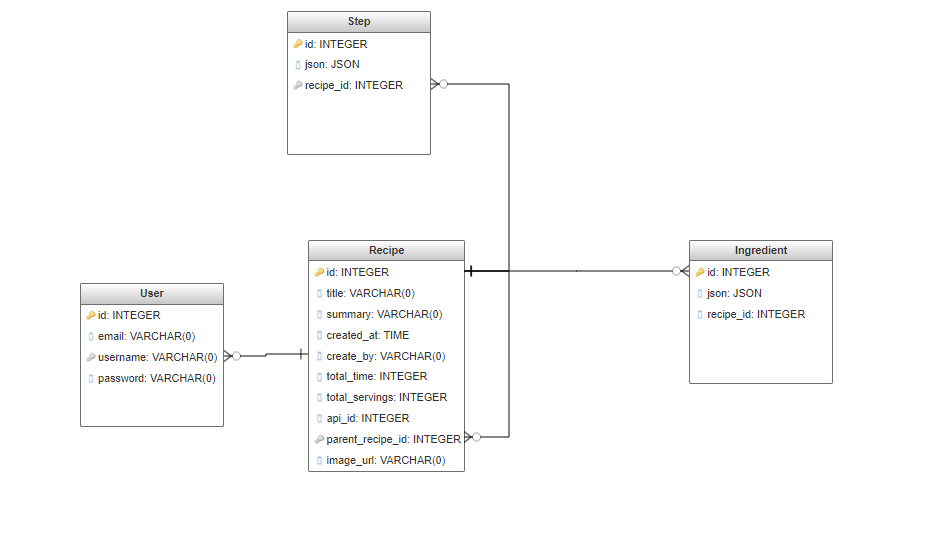 Step
id: INTEGER
json: JSON
recipe_id: INTEGER
Recipe
id: INTEGER
title: VARCHAR(0)
summary: VARCHAR(0)
created_at: TIME
create_by: VARCHAR(0)
total_time: INTEGER
total_servings: INTEGER
api_id: INTEGER
parent_recipe_id: INTEGER
image_url: VARCHAR(0)
Ingredient
id: INTEGER
json: JSON
recipe_id: INTEGER
User
id: INTEGER
email: VARCHAR(0)
username: VARCHAR(0)
password: VARCHAR(0)